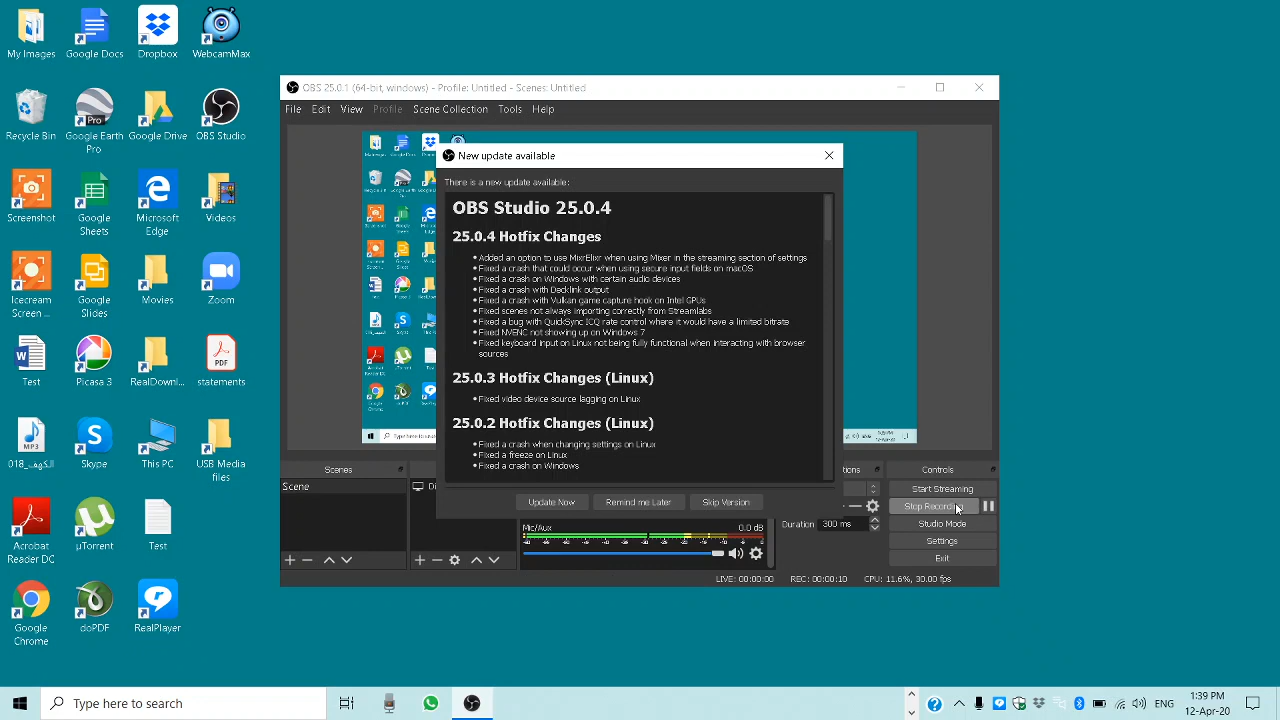 My Images
Google Docs
Dropbox
WebcamMax
Recycle Bin
Google Earth
Pro
Google Drive
OBS Studio
Screenshot
Google
Sheets
Microsoft
Edge
Videos
Icecream
Screen ...
Google
Slides
Movies
Zoom
Test
Picasa 3
RealDownl...
statements
PDF
MP3
الكهف_018
Skype
This PC
USB Media
files
Acrobat
Reader DC
µTorrent
Test
Google
Chrome
doPDF
RealPlayer
OBS 25.0.1 (64-bit, windows) - Profile: Untitled - Scenes: Untitled
File Edit View Profile Scene Collection Tools Help
New update available
There is a new update available:
OBS Studio 25.0.4
25.0.4 Hotfix Changes
• Added an option to use MixrElixr when using Mixer in the streaming section of settings
• Fixed a crash that could occur when using secure input fields on macOS
• Fixed a crash on Windows with certain audio devices
• Fixed a crash with Decklink output
• Fixed a crash with Vulkan game capture hook on Intel GPUs
• Fixed scenes not always importing correctly from Streamlabs
• Fixed a bug with QuickSync ICQ rate control where it would have a limited bitrate
• Fixed NVENC not showing up on Windows 7
• Fixed keyboard input on Linux not being fully functional when interacting with browser
sources
25.0.3 Hotfix Changes (Linux)
• Fixed video device source lagging on Linux
25.0.2 Hotfix Changes (Linux)
• Fixed a crash when changing settings on Linux
• Fixed a freeze on Linux
• Fixed a crash on Windows
Update Now Remind me Later Skip Version
Scenes
Scene
Controls
Start Streaming
Stop Recording
Studio Mode
Settings
Exit
Duration 300 ms
Mic/Aux 0.0 dB
LIVE: 00:00:00 REC: 00:00:10 CPU: 11.6%, 30.00 fps
Type here to search
ENG
1:39 PM
12-Apr-20